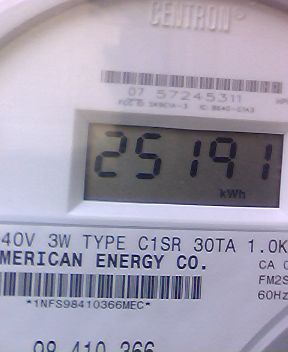 CENTRON®
07 57245311
25191
kWh
40V 3W TYPE C1SR 30TA 1.0K
MERICAN ENERGY CO.
CA
FM2S
60Hz
*1NFS98410366MEC*
98 410 366